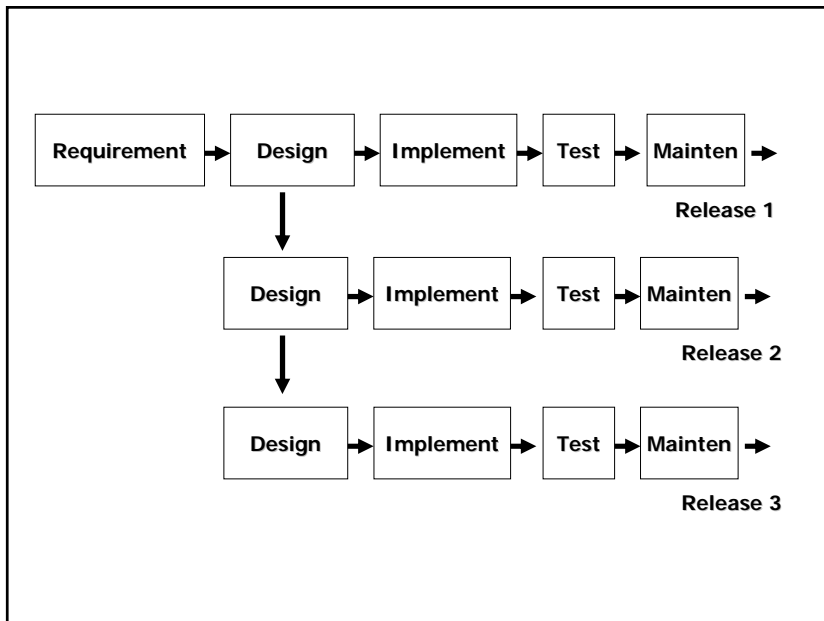 Requirement Design Implement Test Mainten
Release 1
Design Implement Test Mainten
Release 2
Design Implement Test Mainten
Release 3